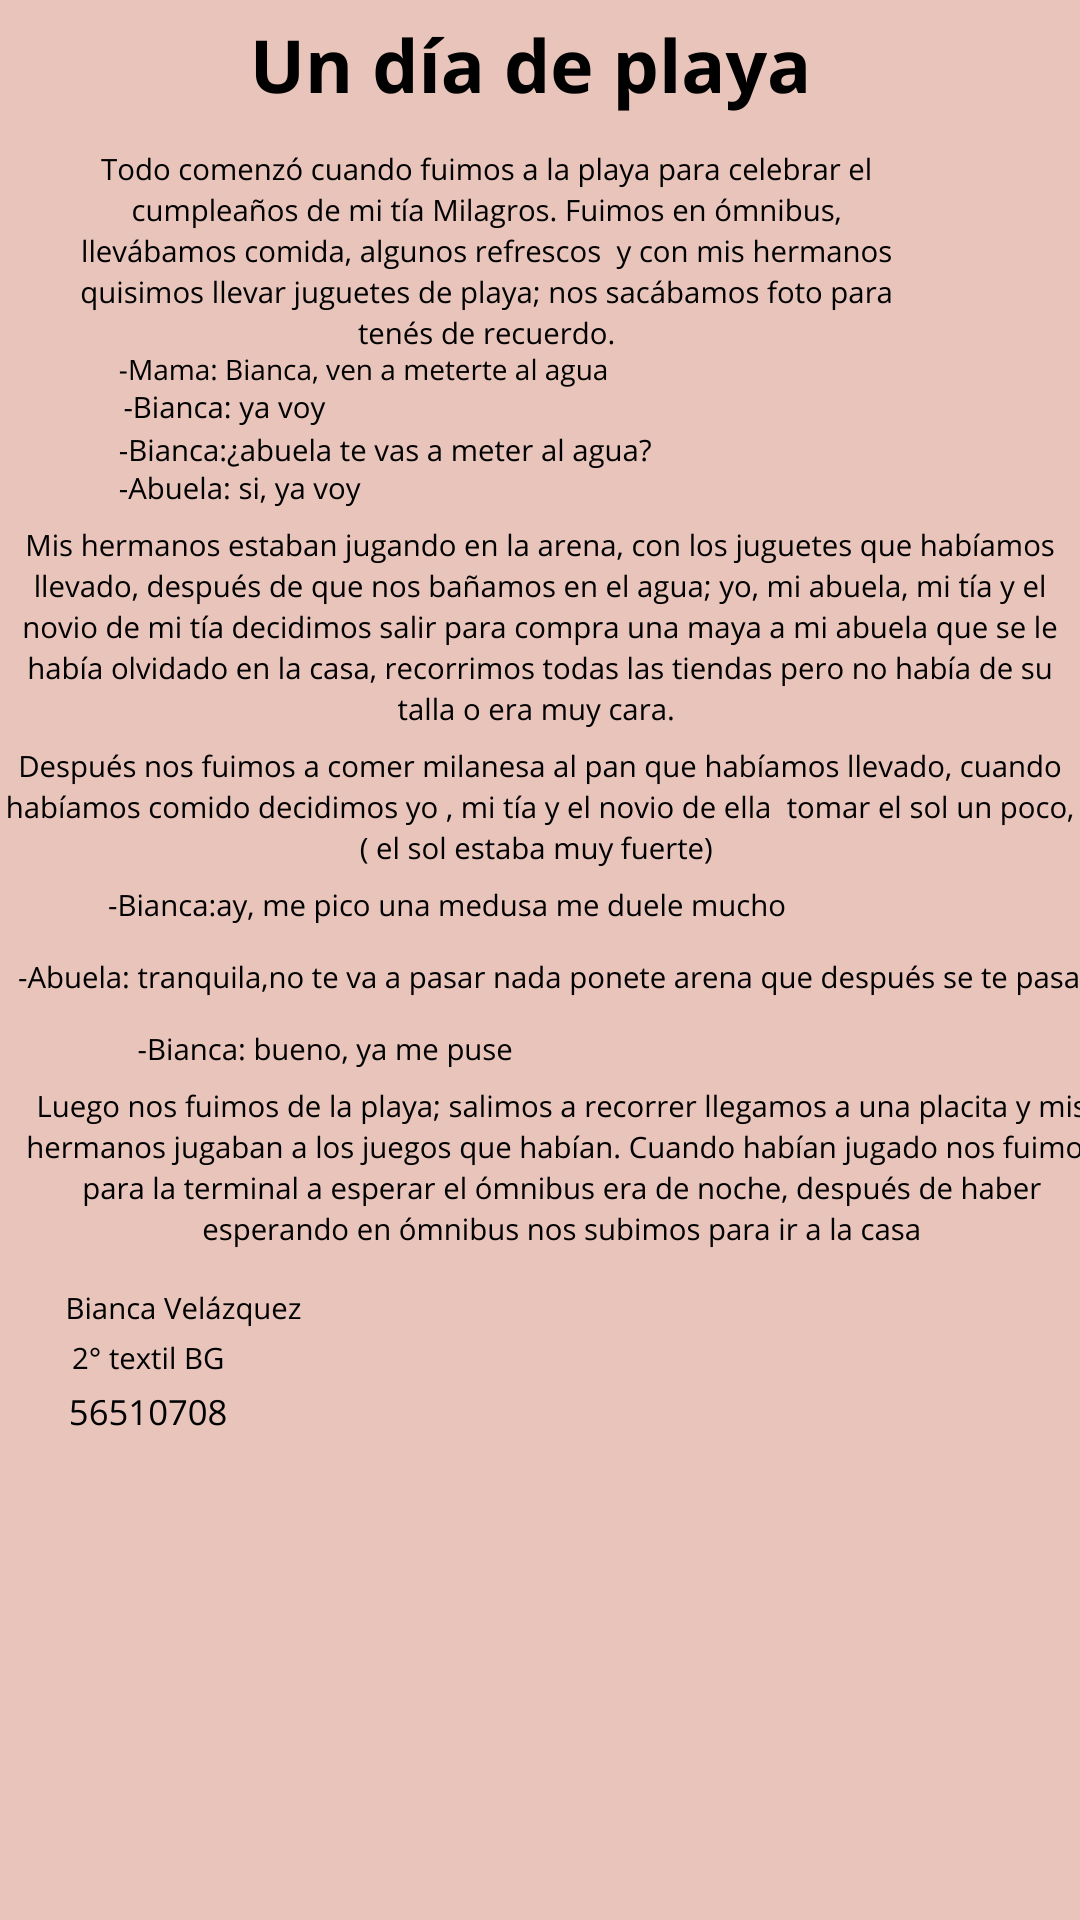 Un día de playa
Todo comenzó cuando fuimos a la playa para celebrar el
cumpleaños de mi tía Milagros. Fuimos en ómnibus,
llevábamos comida, algunos refrescos  y con mis hermanos
quisimos llevar juguetes de playa; nos sacábamos foto para
tenés de recuerdo.
-Mama: Bianca, ven a meterte al agua
-Bianca: ya voy
-Bianca:¿abuela te vas a meter al agua?
-Abuela: si, ya voy
Mis hermanos estaban jugando en la arena, con los juguetes que habíamos
llevado, después de que nos bañamos en el agua; yo, mi abuela, mi tía y el
novio de mi tía decidimos salir para compra una maya a mi abuela que se le
había olvidado en la casa, recorrimos todas las tiendas pero no había de su
talla o era muy cara.
Después nos fuimos a comer milanesa al pan que habíamos llevado, cuando
habíamos comido decidimos yo , mi tía y el novio de ella  tomar el sol un poco,
( el sol estaba muy fuerte)
-Bianca:ay, me pico una medusa me duele mucho
-Abuela: tranquila,no te va a pasar nada ponete arena que después se te pasa
-Bianca: bueno, ya me puse
Luego nos fuimos de la playa; salimos a recorrer llegamos a una placita y mis
hermanos jugaban a los juegos que habían. Cuando habían jugado nos fuimo
para la terminal a esperar el ómnibus era de noche, después de haber
esperando en ómnibus nos subimos para ir a la casa
Bianca Velázquez
2° textil BG
56510708